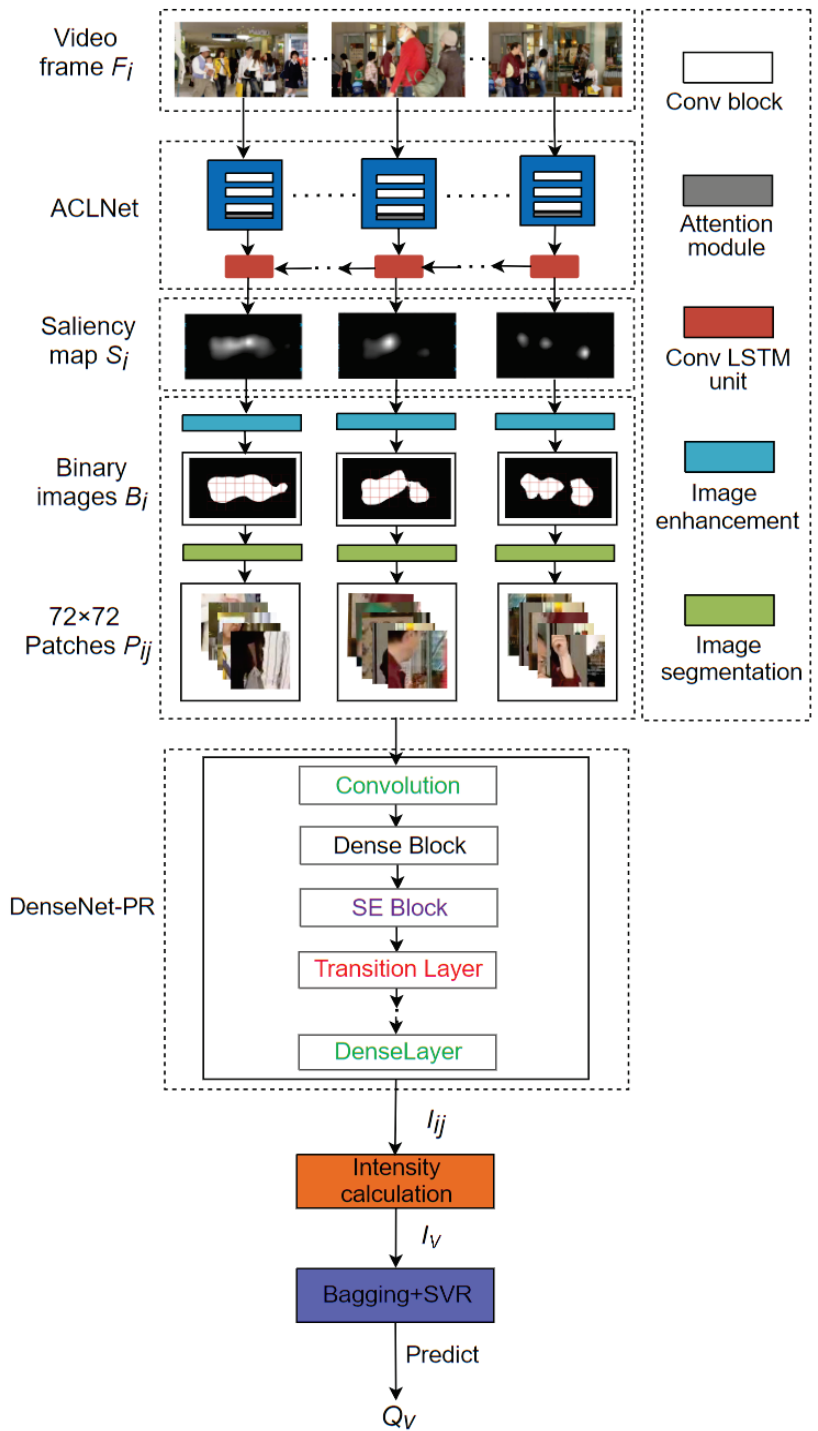 Video
frame Fi
ACLNet
Saliency
map Si
Binary
images Bi
72×72
Patches Pij
Conv block
Attention
module
Conv LSTM
unit
Image
enhancement
Image
segmentation
DenseNet-PR
Convolution
Dense Block
SE Block
Transition Layer
DenseLayer
Iij
Intensity
calculation
IV
Bagging+SVR
Predict
QV